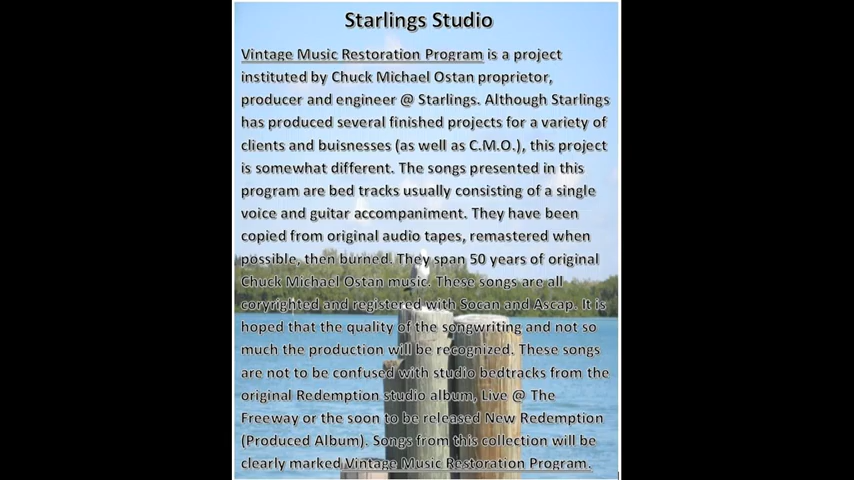 Starlings Studio
Vintage Music Restoration Program is a project
instituted by Chuck Michael Ostan proprietor,
producer and engineer @ Starlings. Although Starlings
has produced several finished projects for a variety of
clients and buisnesses (as well as C.M.O.), this project
is somewhat different. The songs presented in this
program are bed tracks usually consisting of a single
voice and guitar accompaniment. They have been
copied from original audio tapes, remastered when
possible, then burned. They span 50 years of original
Chuck Michael Ostan music. These songs are all
coryrighted and registered with Socan and Ascap. It is
hoped that the quality of the songwriting and not so
much the production will be recognized. These songs
are not to be confused with studio bedtracks from the
original Redemption studio album, Live @ The
Freeway or the soon to be released New Redemption
(Produced Album). Songs from this collection will be
clearly marked Vintage Music Restoration Program.